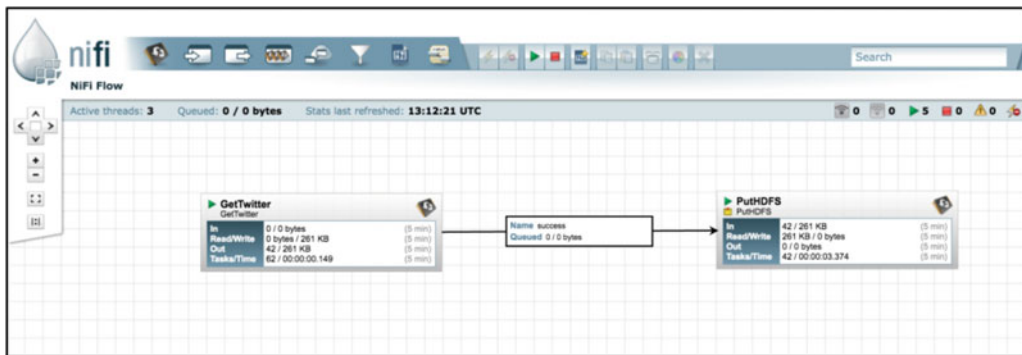 nifi
Search
NiFi Flow
Active threads: 3 Queued: 0 / 0 bytes Stats last refreshed: 13:12:21 UTC 0 0 5 0 0
GetTwitter
GetTwitter
In 0 / 0 bytes (5 min)
Read/Write 0 bytes / 261 KB (5 min)
Out 42 / 261 KB (5 min)
Tasks/Time 62 / 00:00:00.149 (5 min)
Name success
Queued 0 / 0 bytes
PutHDFS
PutHDFS
In 42 / 261 KB (5 min)
Read/Write 261 KB / 0 bytes (5 min)
Out 0 / 0 bytes (5 min)
Tasks/Time 42 / 00:00:03.374 (5 min)